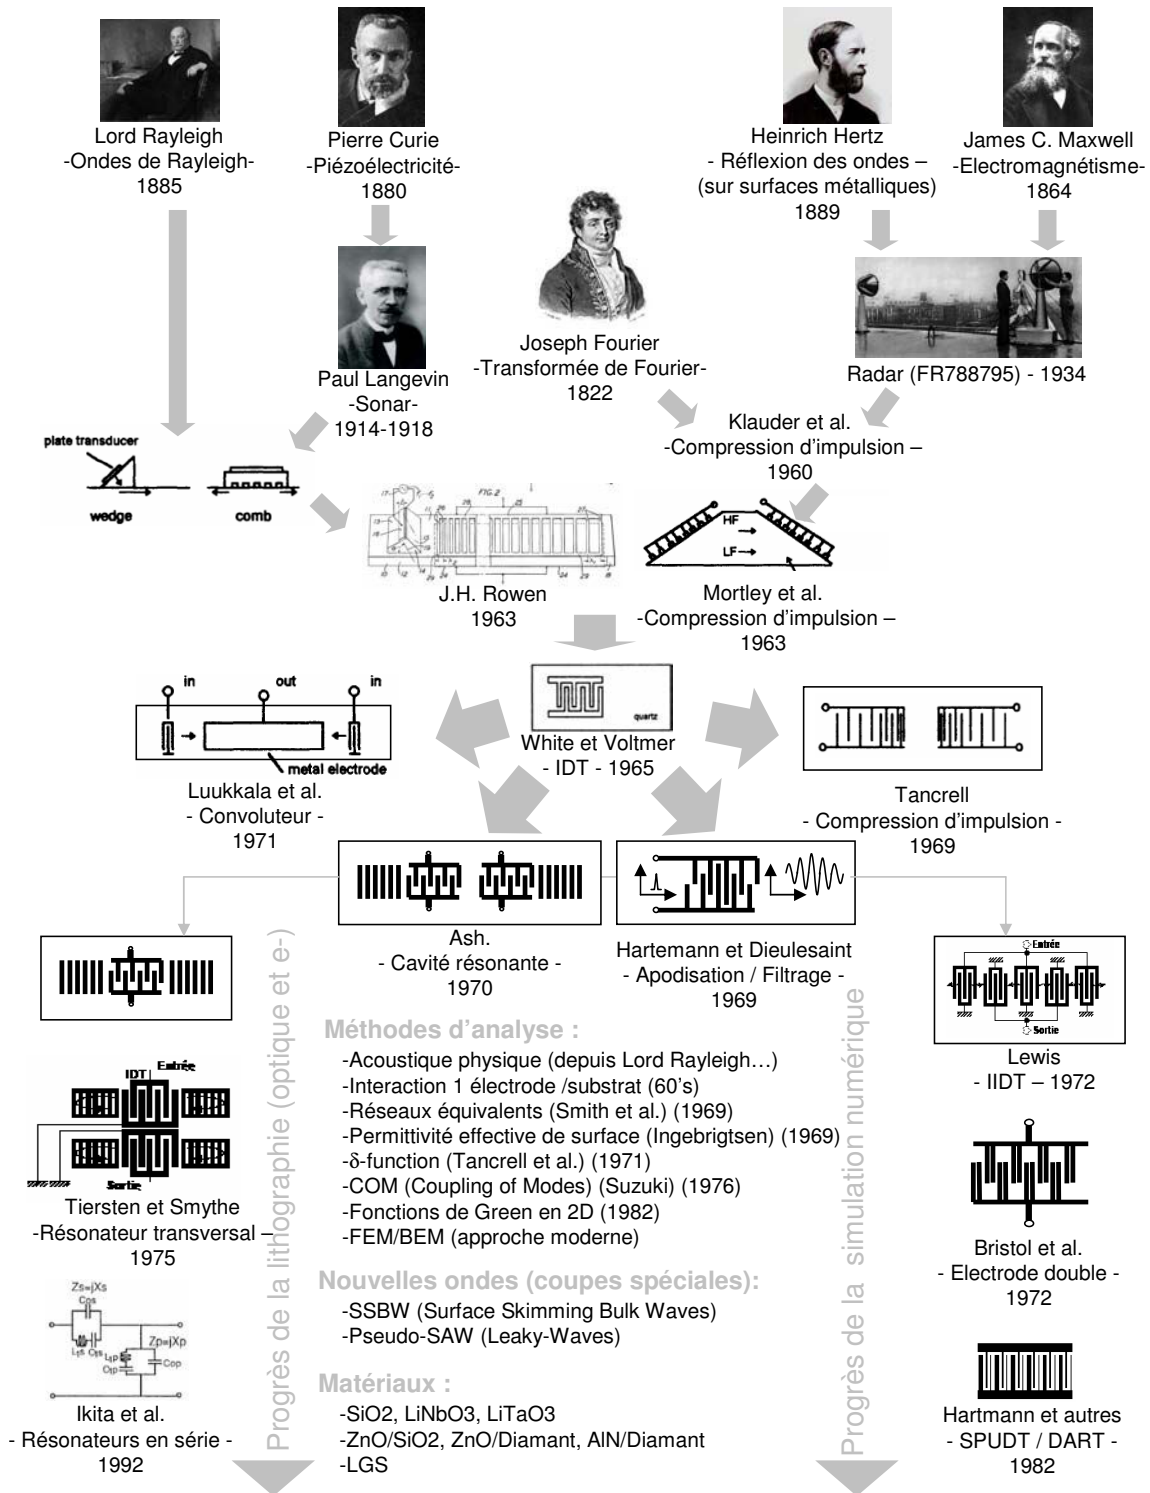 Lord Rayleigh
-Ondes de Rayleigh-
1885
Pierre Curie
-Piézoélectricité-
1880
Heinrich Hertz
- Réflexion des ondes –
(sur surfaces métalliques)
1889
James C. Maxwell
-Electromagnétisme-
1864
Paul Langevin
-Sonar-
1914-1918
Joseph Fourier
-Transformée de Fourier-
1822
Radar (FR788795) - 1934
Klauder et al.
-Compression d'impulsion –
1960
plate transducer
wedge
comb
FIG.2
J.H. Rowen
1963
HF
LF
Mortley et al.
-Compression d'impulsion –
1963
quartz
White et Voltmer
- IDT - 1965
in
out
in
metal electrode
Luukkala et al.
- Convoluteur -
1971
Tancrell
- Compression d'impulsion -
1969
Ash.
- Cavité résonante -
1970
Hartemann et Dieulesaint
- Apodisation / Filtrage -
1969
IDT
Entrée
Sortie
Tiersten et Smythe
-Résonateur transversal –
1975
Zs=jXs
Cos
L1s
C1s
Zp=jXp
L1p
C1p
Cop
Ikita et al.
- Résonateurs en série -
1992
Progrès de la lithographie (optique et e-)
Méthodes d'analyse :
-Acoustique physique (depuis Lord Rayleigh…)
-Interaction 1 électrode /substrat (60's)
-Réseaux équivalents (Smith et al.) (1969)
-Permittivité effective de surface (Ingebrigtsen) (1969)
-δ-function (Tancrell et al.) (1971)
-COM (Coupling of Modes) (Suzuki) (1976)
-Fonctions de Green en 2D (1982)
-FEM/BEM (approche moderne)
Nouvelles ondes (coupes spéciales):
-SSBW (Surface Skimming Bulk Waves)
-Pseudo-SAW (Leaky-Waves)
Matériaux :
-SiO2, LiNbO3, LiTaO3
-ZnO/SiO2, ZnO/Diamant, AlN/Diamant
-LGS
Progrès de la  simulation numérique
Entrée
Sortie
Lewis
- IIDT – 1972
Bristol et al.
- Electrode double -
1972
Hartmann et autres
- SPUDT / DART -
1982